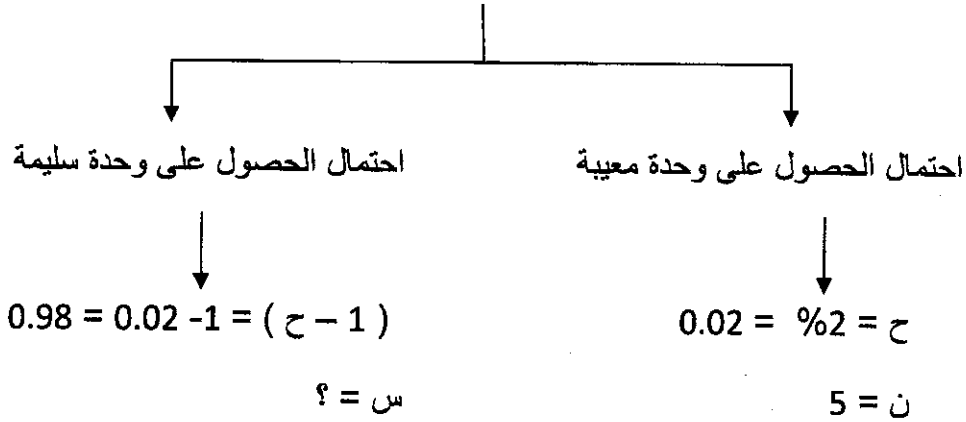 احتمال الحصول على وحدة معيبة
احتمال الحصول على وحدة سليمة
ح = 2% = 0.02
( 1 – ح ) = 1- 0.02 = 0.98
ن = 5
س = ؟